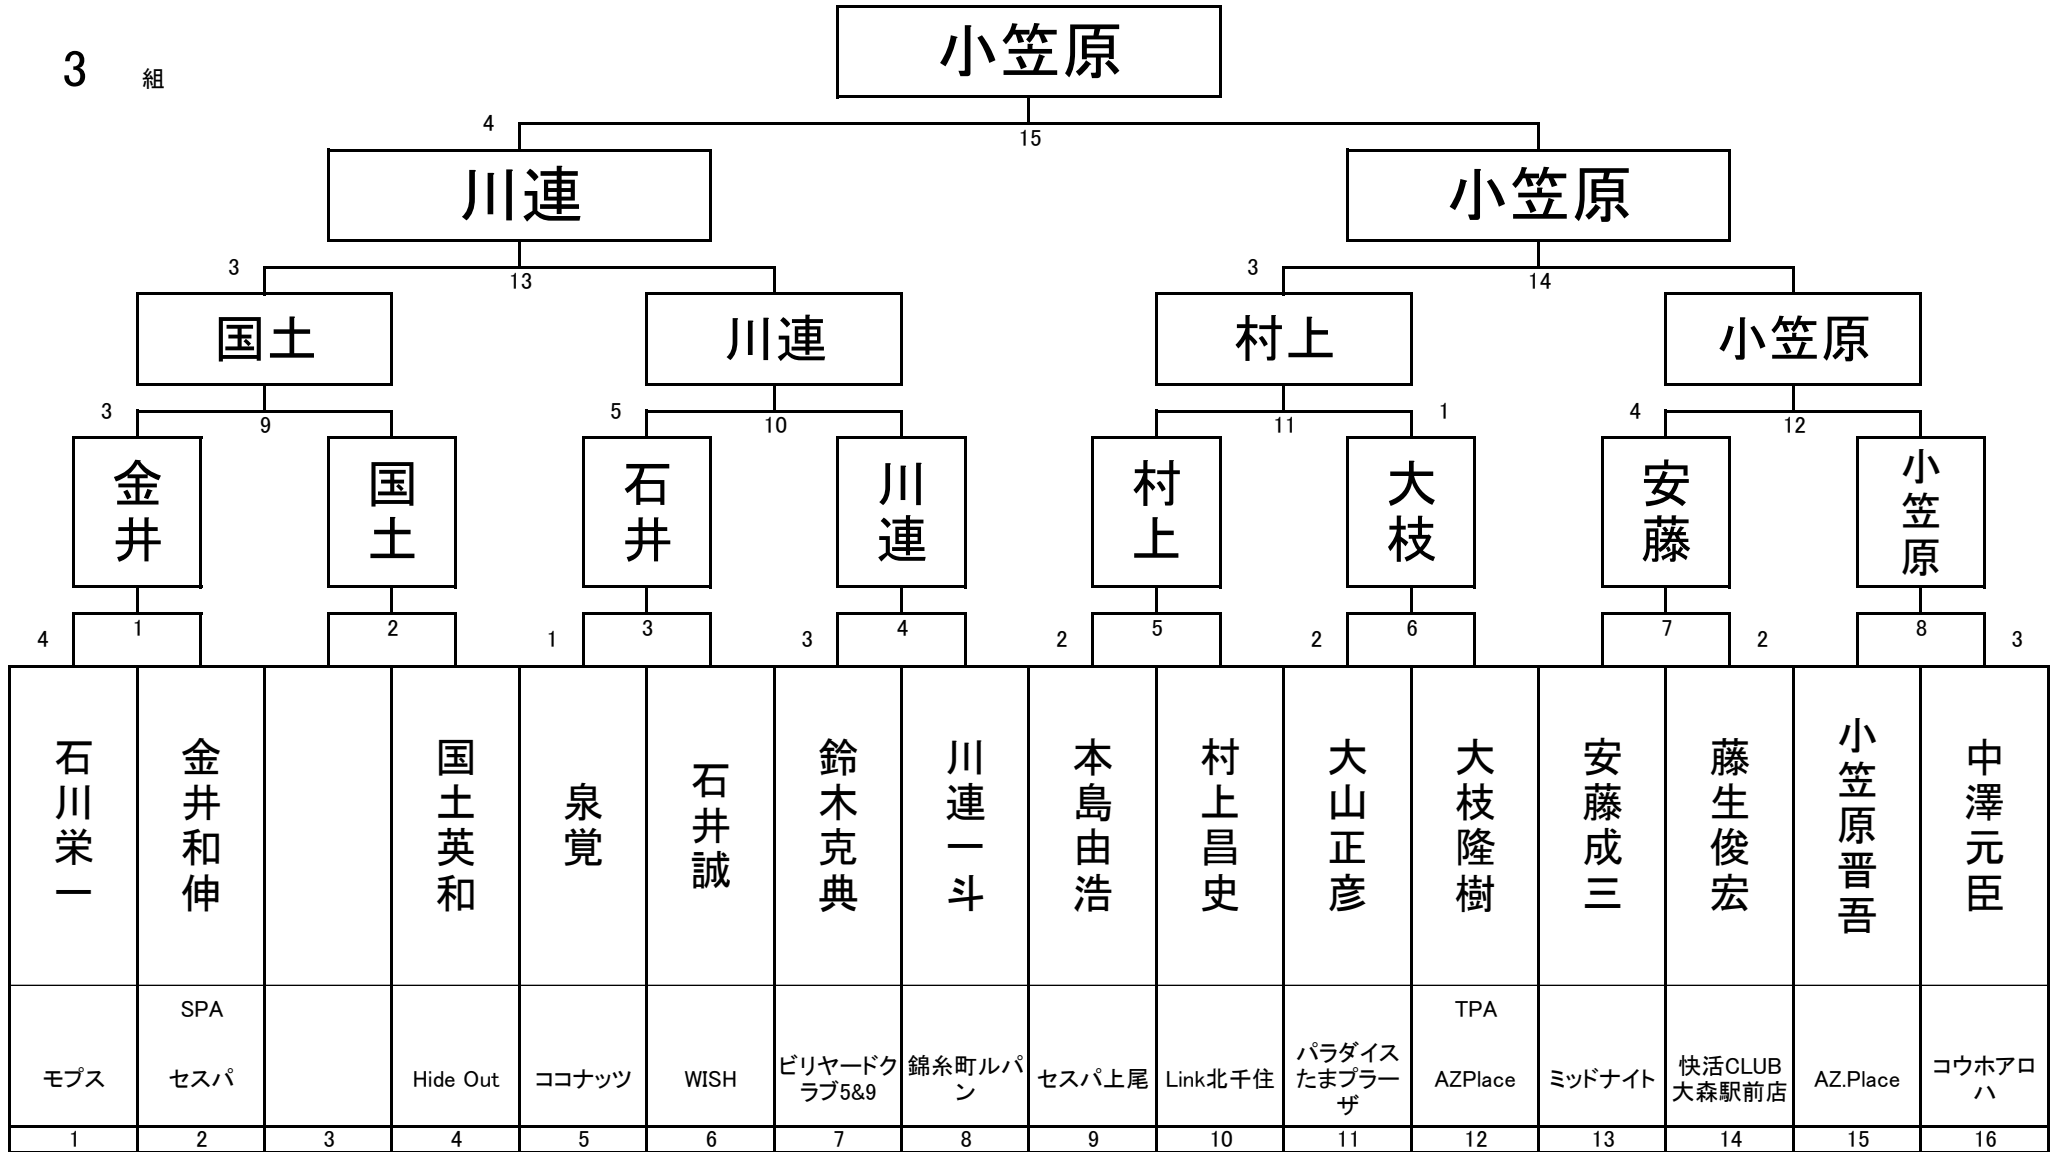 小笠原
3 組
4
15
川連
小笠原
3
13
3
14
国土
川連
村上
小笠原
3
9
5
10
11
1
4
12
金井
国土
石井
川連
村上
大枝
安藤
小笠原
4
1
2
1
3
3
4
2
5
2
6
7
2
8
3
石川栄一
金井和伸
国土英和
泉覚
石井誠
鈴木克典
川連一斗
本島由浩
村上昌史
大山正彦
大枝隆樹
安藤成三
藤生俊宏
小笠原晋吾
中澤元臣
モプス
SPA
セスパ
Hide Out
ココナッツ
WISH
ビリヤードク
ラブ5&9
錦糸町ルパ
ン
セスパ上尾
Link北千住
パラダイス
たまプラー
ザ
TPA
AZPlace
ミッドナイト
快活CLUB
大森駅前店
AZ.Place
コウホアロ
ハ
1
2
3
4
5
6
7
8
9
10
11
12
13
14
15
16